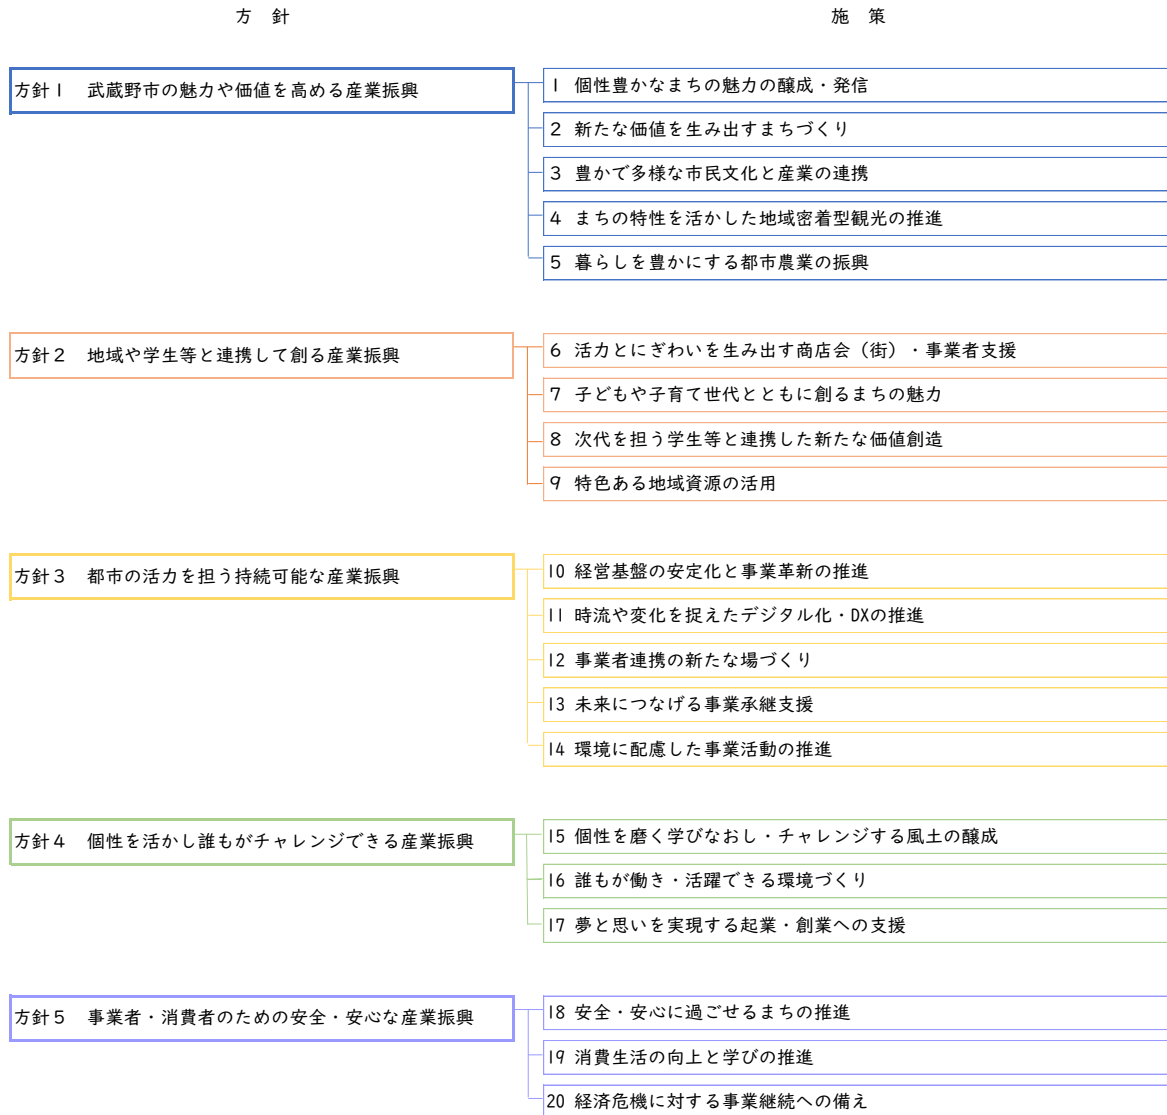 方 針
施 策
方針1 武蔵野市の魅力や価値を高める産業振興
1 個性豊かなまちの魅力の醸成・発信
2 新たな価値を生み出すまちづくり
3 豊かで多様な市民文化と産業の連携
4 まちの特性を活かした地域密着型観光の推進
5 暮らしを豊かにする都市農業の振興
方針2 地域や学生等と連携して創る産業振興
6 活力とにぎわいを生み出す商店会（街）・事業者支援
7 子どもや子育て世代とともに創るまちの魅力
8 次代を担う学生等と連携した新たな価値創造
9 特色ある地域資源の活用
方針3 都市の活力を担う持続可能な産業振興
10 経営基盤の安定化と事業革新の推進
11 時流や変化を捉えたデジタル化・DXの推進
12 事業者連携の新たな場づくり
13 未来につなげる事業承継支援
14 環境に配慮した事業活動の推進
方針4 個性を活かし誰もがチャレンジできる産業振興
15 個性を磨く学びなおし・チャレンジする風土の醸成
16 誰もが働き・活躍できる環境づくり
17 夢と思いを実現する起業・創業への支援
方針5 事業者・消費者のための安全・安心な産業振興
18 安全・安心に過ごせるまちの推進
19 消費生活の向上と学びの推進
20 経済危機に対する事業継続への備え